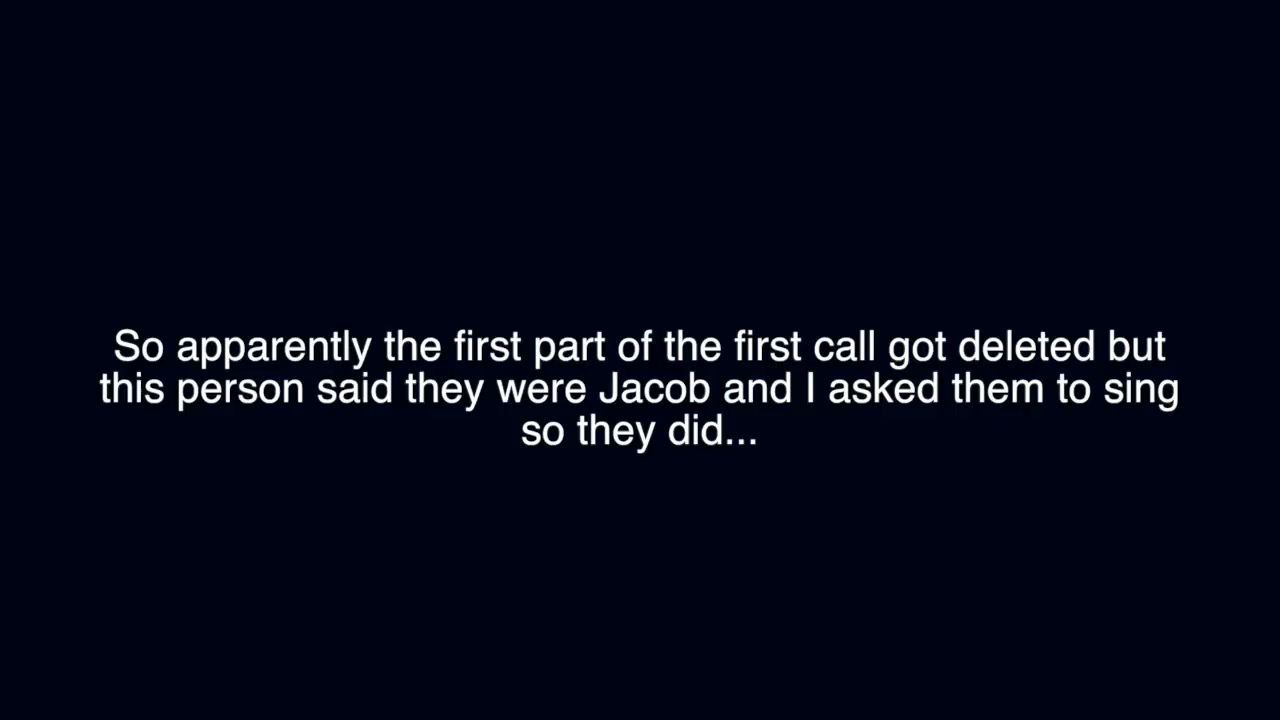 So apparently the first part of the first call got deleted but
this person said they were Jacob and I asked them to sing
so they did...